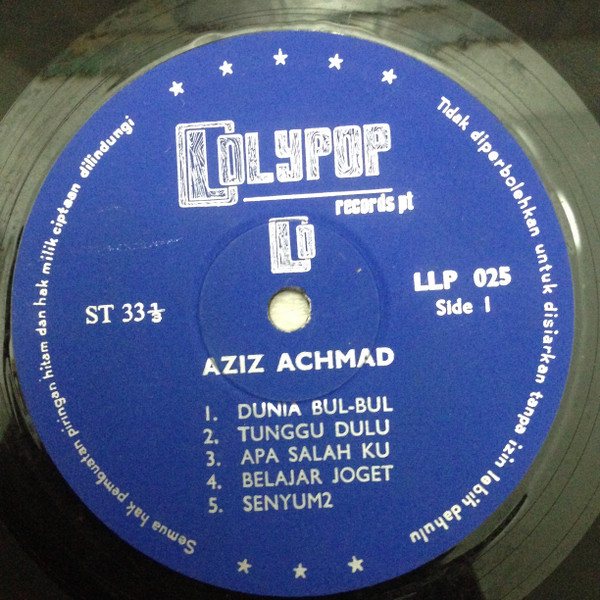 COLYPOP
records pt
CO
ST 33⅓
LLP 025
Side 1
AZIZ ACHMAD
1. DUNIA BUL-BUL
2. TUNGGU DULU
3. APA SALAH KU
4. BELAJAR JOGET
5. SENYUM2
Semua hak pembuatan piringan hitam dan hak milik ciptaan dilindungi
Tidak diperbolehkan untuk disiarkan tanpa izin lebih dahulu